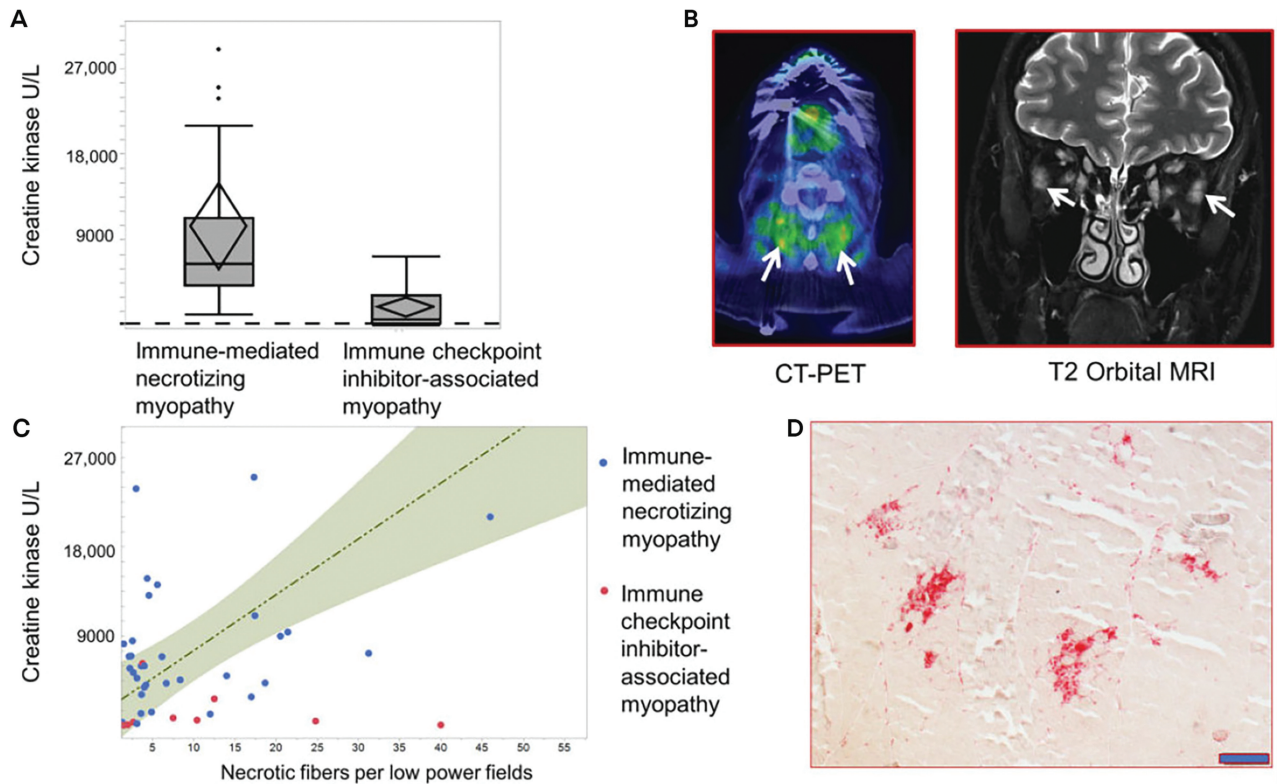 A
Creatine kinase U/L
27,000
18,000
9000
Immune-mediated
necrotizing
myopathy
Immune checkpoint
inhibitor-associated
myopathy
B
CT-PET
T2 Orbital MRI
C
Creatine kinase U/L
27,000
18,000
9000
5 10 15 20 25 30 35 40 45 50 55
Necrotic fibers per low power fields
Immune-
mediated
necrotizing
myopathy
Immune
checkpoint
inhibitor-
associated
myopathy
D